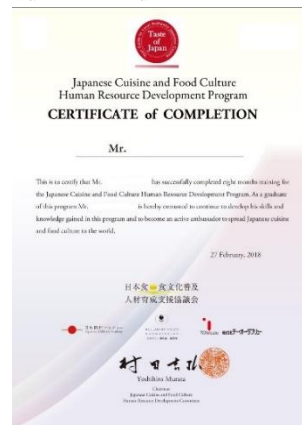 Taste
of
Japan
Japanese Cuisine and Food Culture
Human Resource Development Program
CERTIFICATE of COMPLETION
Mr.
This is to certify that Mr. has successfully completed eight months training for
the Japanese Cuisine and Food Culture Human Resource Development Program. As a graduate
of this program Mr. is hereby entrusted to continue to develop his skills and
knowledge gained in this program and to become an active ambassador to spread Japanese cuisine
and food culture to the world.
27 February, 2018
日本食・食文化普及
人材育成支援協議会
村田吉弘
Yoshihiro Murata
Chairman
Japanese Cuisine and Food Culture
Human Resource Development Committee